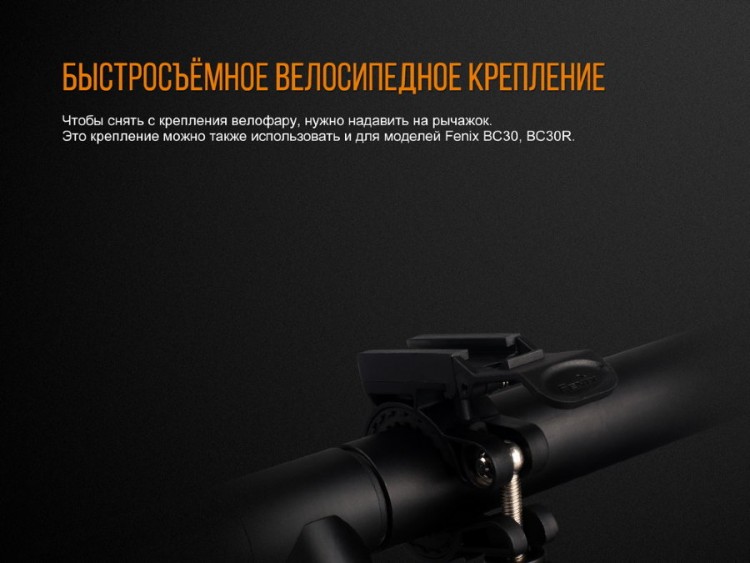 БЫСТРОСЪЁМНОЕ ВЕЛОСИПЕДНОЕ КРЕПЛЕНИЕ
Чтобы снять с крепления велофару, нужно надавить на рычажок.
Это крепление можно также использовать и для моделей Fenix BC30, BC30R.
Fenix